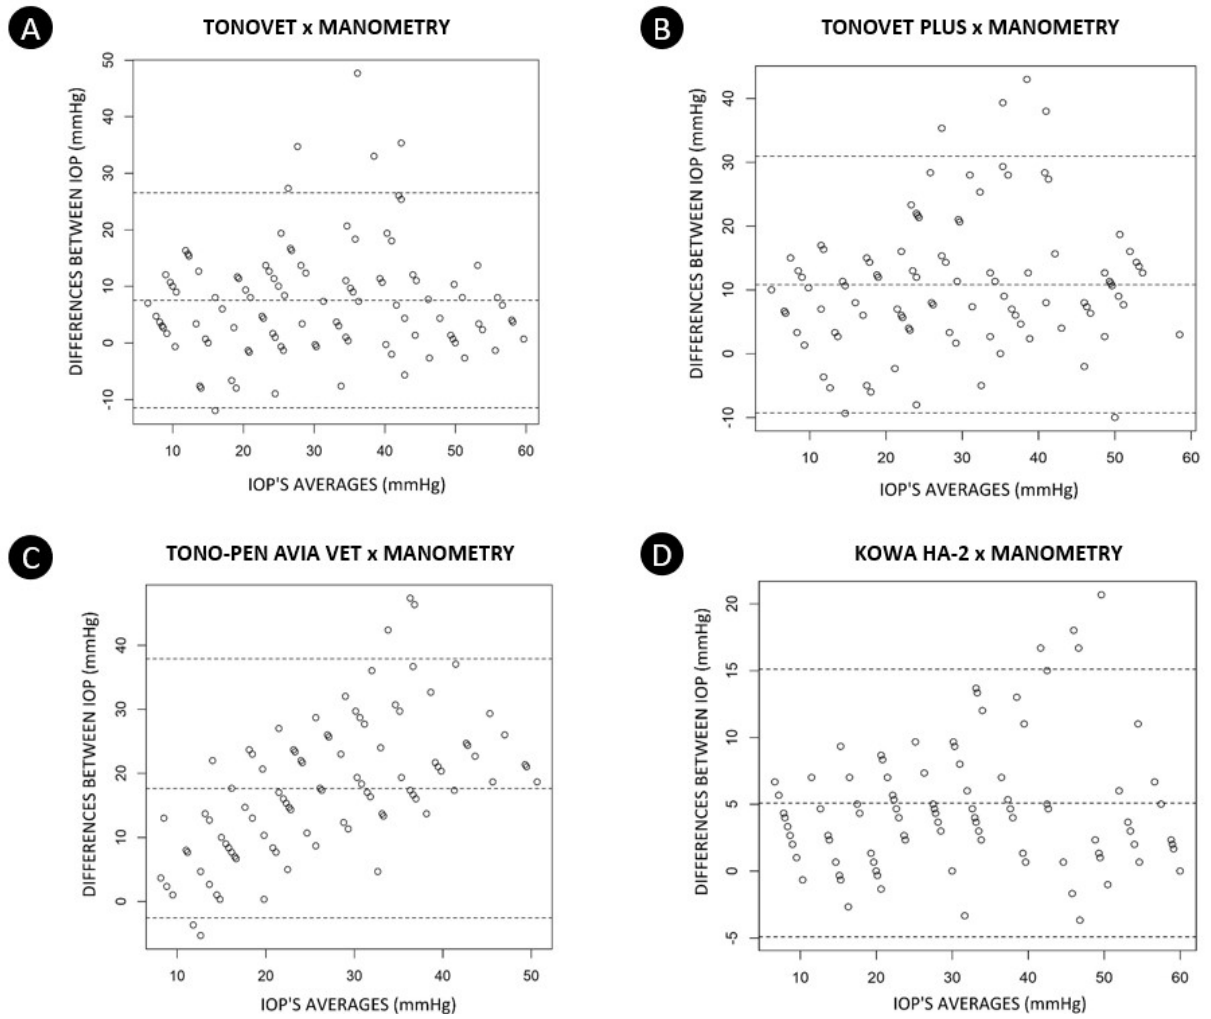 A
TONOVET x MANOMETRY
DIFFERENCES BETWEEN IOP (mmHg)
50
40
30
20
10
0
-10
10 20 30 40 50 60
IOP'S AVERAGES (mmHg)
B
TONOVET PLUS x MANOMETRY
DIFFERENCES BETWEEN IOP (mmHg)
40
30
20
10
0
-10
10 20 30 40 50 60
IOP'S AVERAGES (mmHg)
C
TONO-PEN AVIA VET x MANOMETRY
DIFFERENCES BETWEEN IOP (mmHg)
40
30
20
10
0
10 20 30 40 50
IOP'S AVERAGES (mmHg)
D
KOWA HA-2 x MANOMETRY
DIFFERENCES BETWEEN IOP (mmHg)
20
15
10
5
0
-5
10 20 30 40 50 60
IOP'S AVERAGES (mmHg)